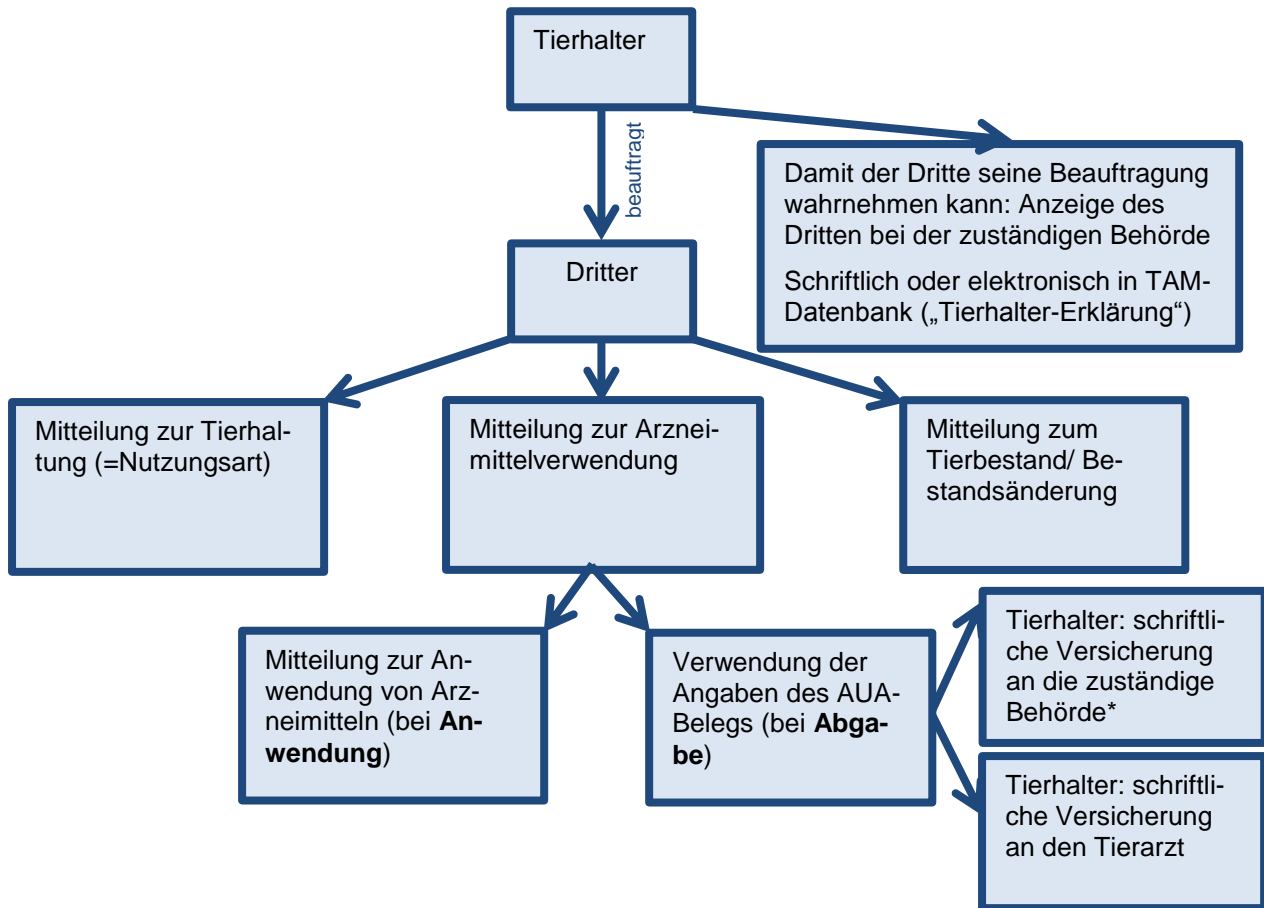 Tierhalter
beauftragt
Damit der Dritte seine Beauftragung
wahrnehmen kann: Anzeige des
Dritten bei der zuständigen Behörde
Schriftlich oder elektronisch in TAM-
Datenbank („Tierhalter-Erklärung“)
Dritter
Mitteilung zur Tierhal-
tung (=Nutzungsart)
Mitteilung zur Arznei-
mittelverwendung
Mitteilung zum
Tierbestand/ Be-
standsänderung
Mitteilung zur An-
wendung von Arz-
neimitteln (bei An-
wendung)
Verwendung der
Angaben des AUA-
Belegs (bei Abga-
be)
Tierhalter: schriftli-
che Versicherung
an die zuständige
Behörde*
Tierhalter: schriftli-
che Versicherung
an den Tierarzt